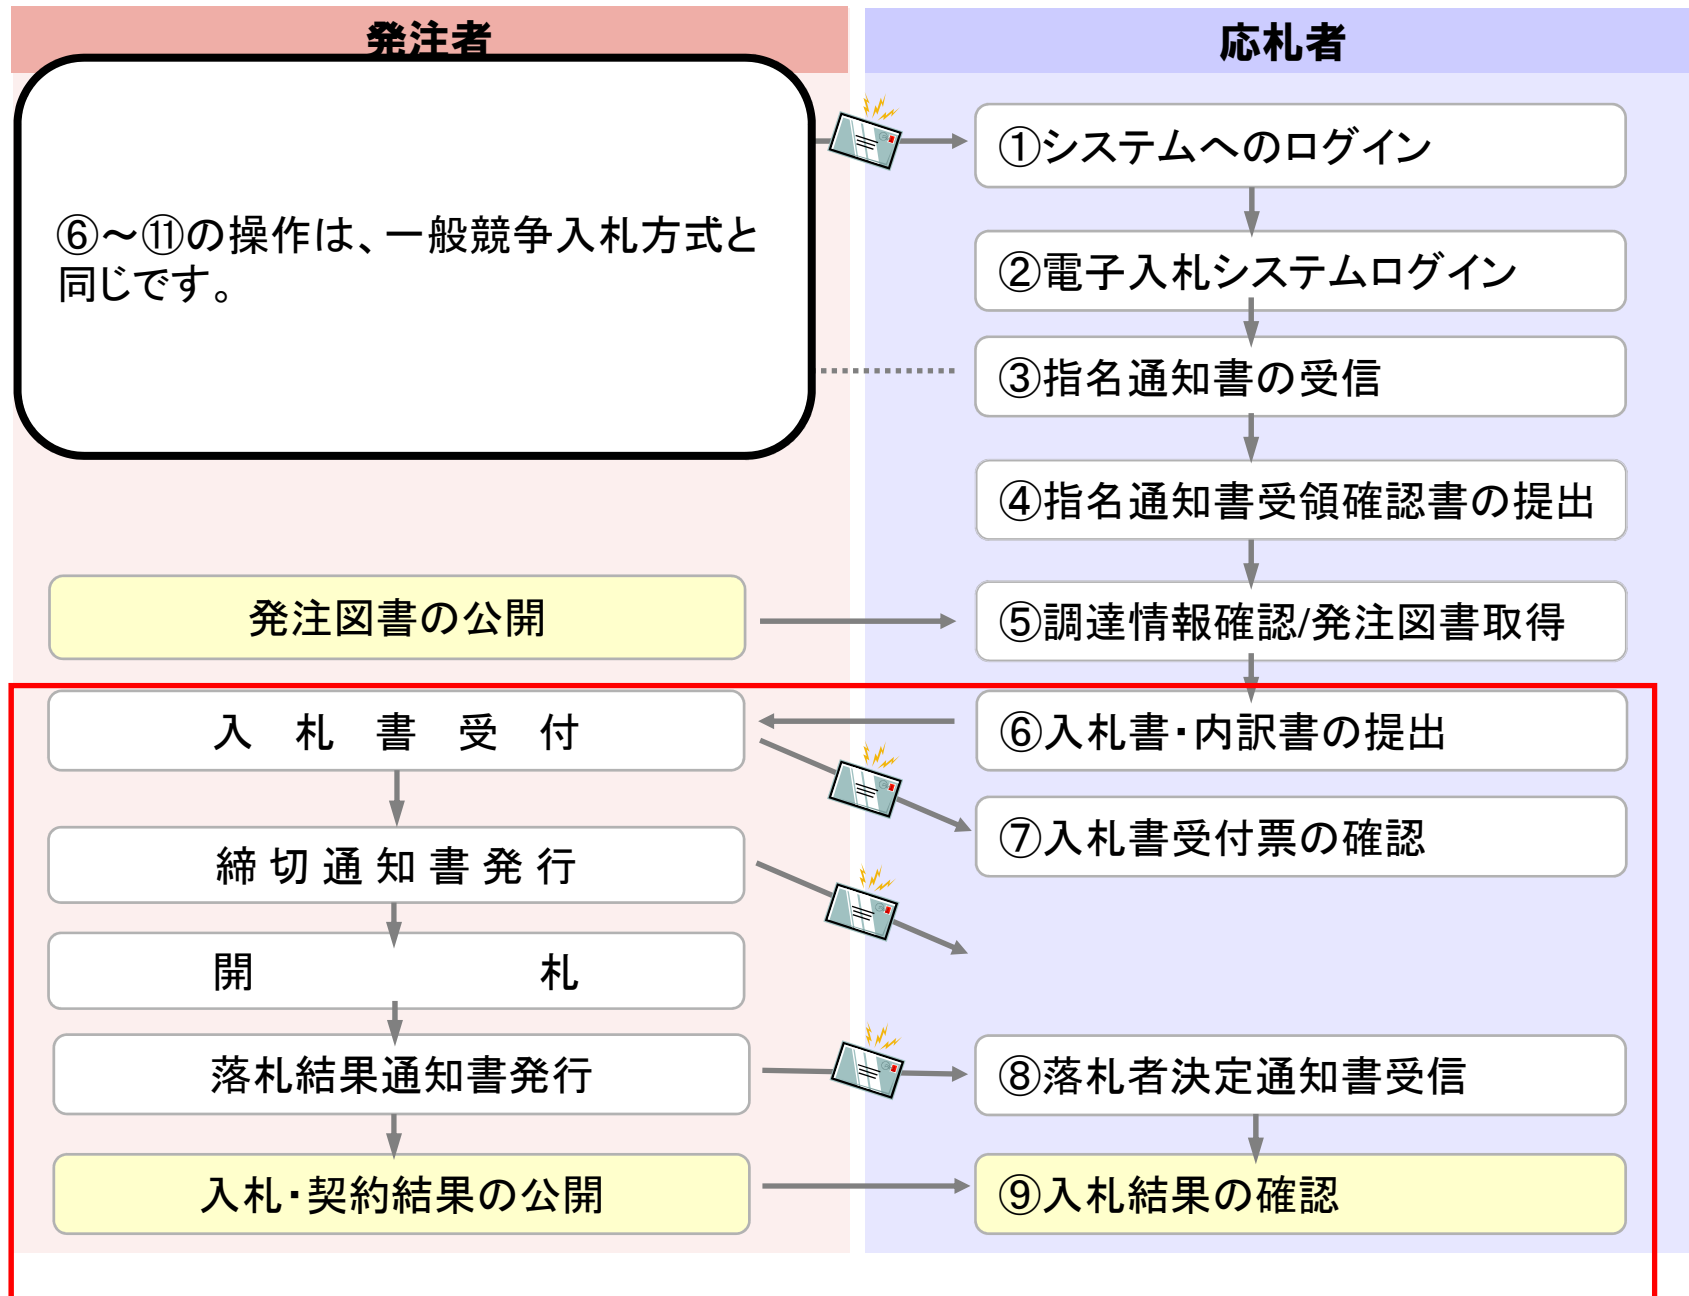 発注者
応札者
⑥～⑪の操作は、一般競争入札方式と
同じです。
①システムへのログイン
②電子入札システムログイン
③指名通知書の受信
④指名通知書受領確認書の提出
発注図書の公開
⑤調達情報確認/発注図書取得
入　札　書　受　付
⑥入札書・内訳書の提出
⑦入札書受付票の確認
締 切 通 知 書 発 行
開　　　　　　　札
落札結果通知書発行
⑧落札者決定通知書受信
入札・契約結果の公開
⑨入札結果の確認